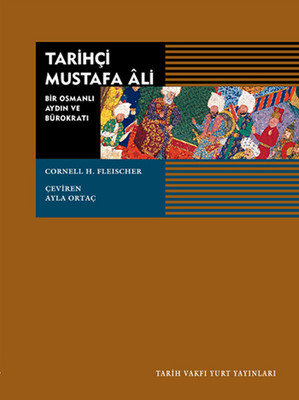 TARİHÇİ
MUSTAFA ÂLİ
BİR OSMANLI
AYDIN VE
BÜROKRATI
CORNELL H. FLEISCHER
ÇEVİREN
AYLA ORTAÇ
TARİH VAKFI YURT YAYINLARI